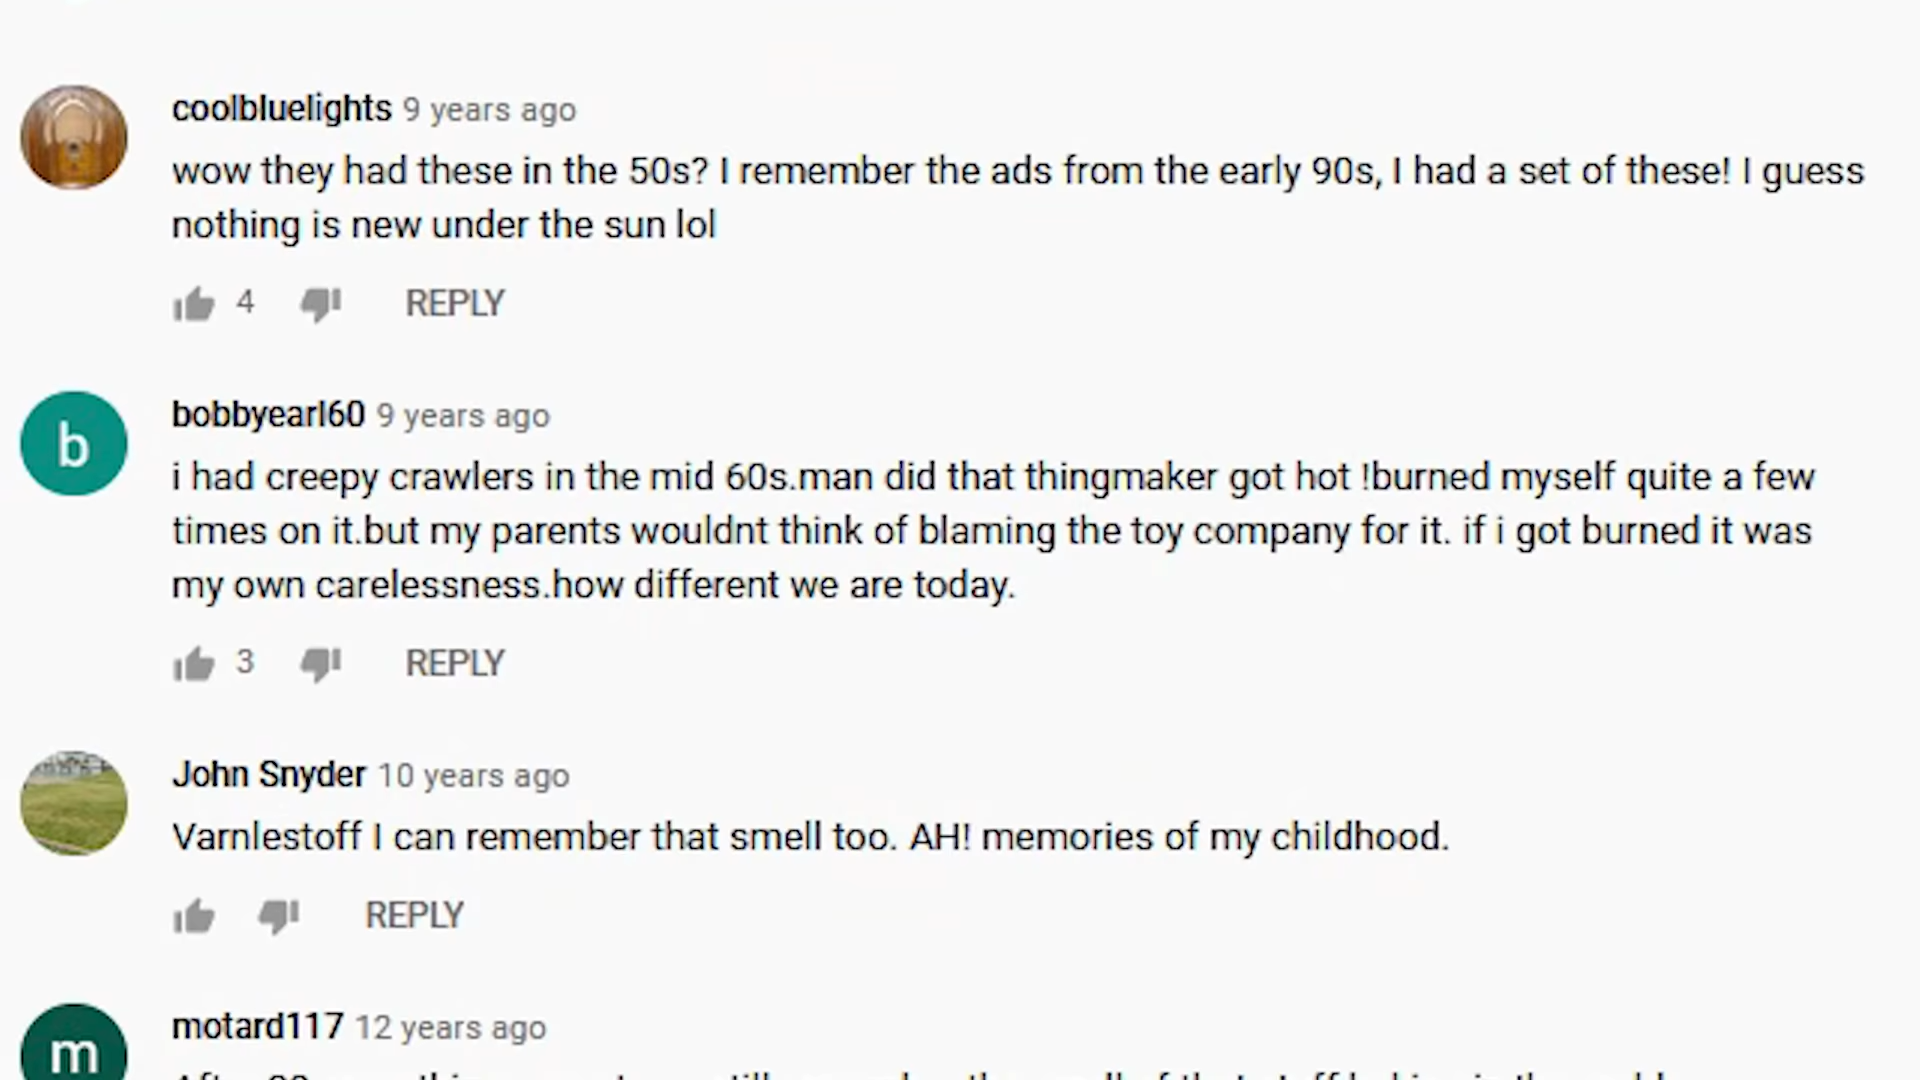 coolbluelights 9 years ago
wow they had these in the 50s? I remember the ads from the early 90s, I had a set of these! I guess
nothing is new under the sun lol
4 REPLY
b
bobbyearl60 9 years ago
i had creepy crawlers in the mid 60s.man did that thingmaker got hot !burned myself quite a few
times on it.but my parents wouldnt think of blaming the toy company for it. if i got burned it was
my own carelessness.how different we are today.
3 REPLY
John Snyder 10 years ago
Varnlestoff I can remember that smell too. AH! memories of my childhood.
REPLY
m
motard117 12 years ago